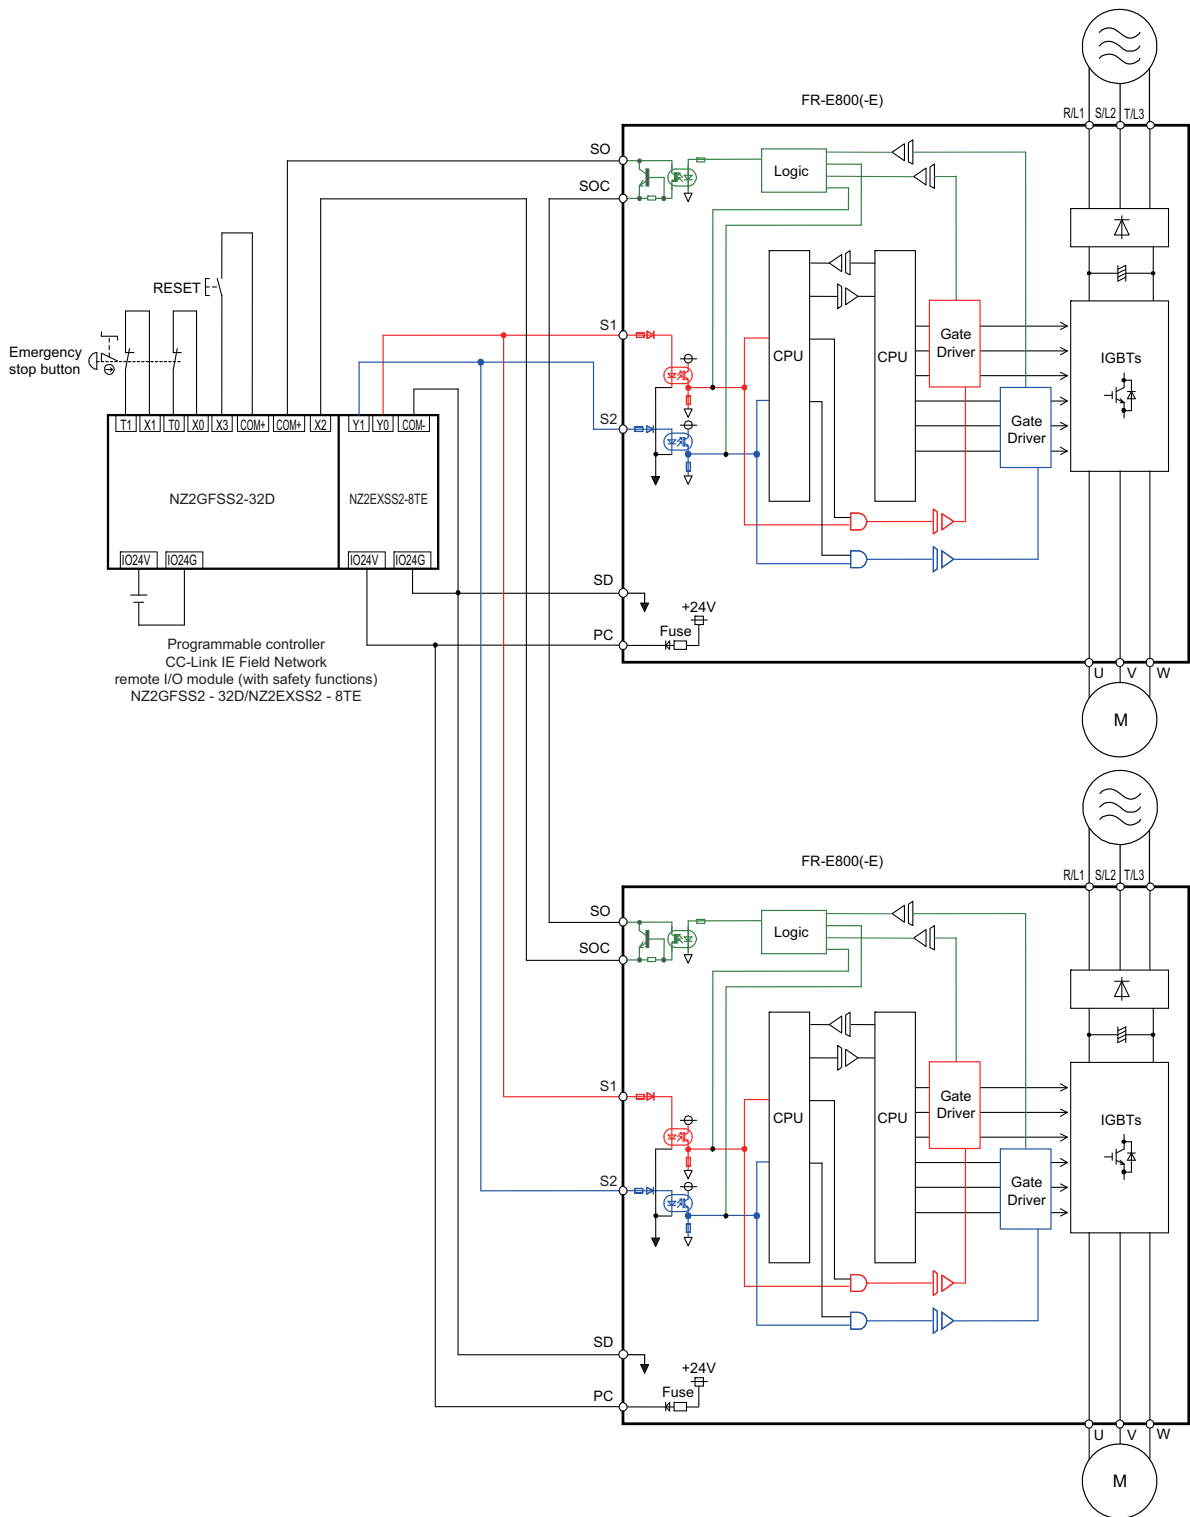 FR-E800(-E)
R/L1 S/L2 T/L3
SO
SOC
Logic
RESET
Emergency
stop button
S1
S2
CPU
CPU
Gate
Driver
Gate
Driver
IGBTs
T1 X1 T0 X0 X3 COM+ COM+ X2 Y1 Y0 COM-
NZ2GFSS2-32D
NZ2EXSS2-8TE
IO24V IO24G IO24V IO24G
SD
+24V
PC
Fuse
Programmable controller
CC-Link IE Field Network
remote I/O module (with safety functions)
NZ2GFSS2 - 32D/NZ2EXSS2 - 8TE
U V W
M
FR-E800(-E)
R/L1 S/L2 T/L3
SO
SOC
Logic
S1
S2
CPU
CPU
Gate
Driver
Gate
Driver
IGBTs
SD
+24V
PC
Fuse
U V W
M